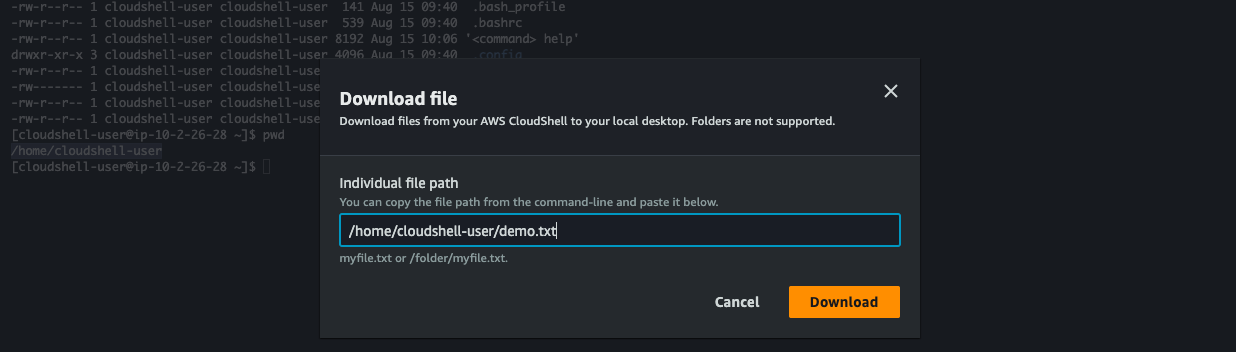 -rw-r--r-- 1 cloudshell-user cloudshell-user  141 Aug 15 09:40  .bash_profile
-rw-r--r-- 1 cloudshell-user cloudshell-user  539 Aug 15 09:40  .bashrc
-rw-r--r-- 1 cloudshell-user cloudshell-user 8192 Aug 15 10:06 '<command> help'
drwxr-xr-x 3 cloudshell-user cloudshell-user 4096 Aug 15 09:40  .config
-rw-r--r-- 1 cloudshell-user cloudshell-use
-rw------- 1 cloudshell-user cloudshell-use
-rw-r--r-- 1 cloudshell-user cloudshell-use
-rw-r--r-- 1 cloudshell-user cloudshell-use
[cloudshell-user@ip-10-2-26-28 ~]$ pwd
/home/cloudshell-user
[cloudshell-user@ip-10-2-26-28 ~]$
Download file
Download files from your AWS CloudShell to your local desktop. Folders are not supported.
Individual file path
You can copy the file path from the command-line and paste it below.
/home/cloudshell-user/demo.txt
myfile.txt or /folder/myfile.txt.
Cancel
Download